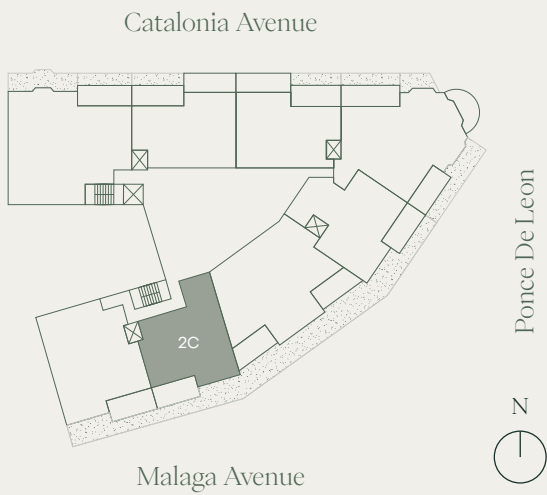 Catalonia Avenue
Ponce De Leon
2C
N
Malaga Avenue